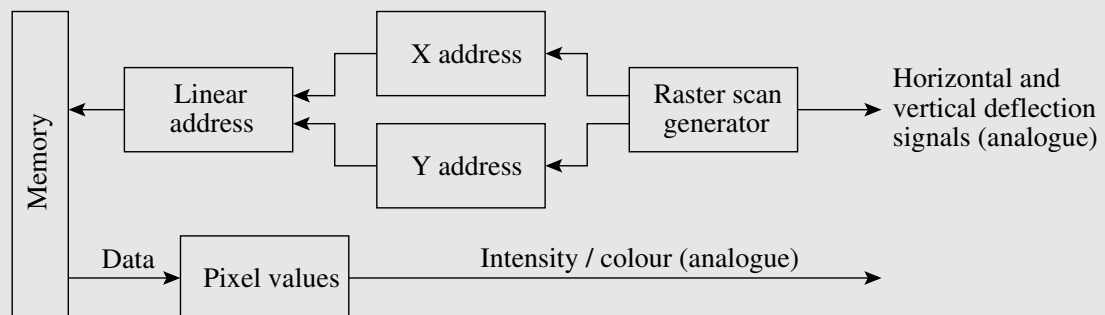 X address
Linear
address
Raster scan
generator
Horizontal and
vertical deflection
signals (analogue)
Y address
Memory
Data
Pixel values
Intensity / colour (analogue)